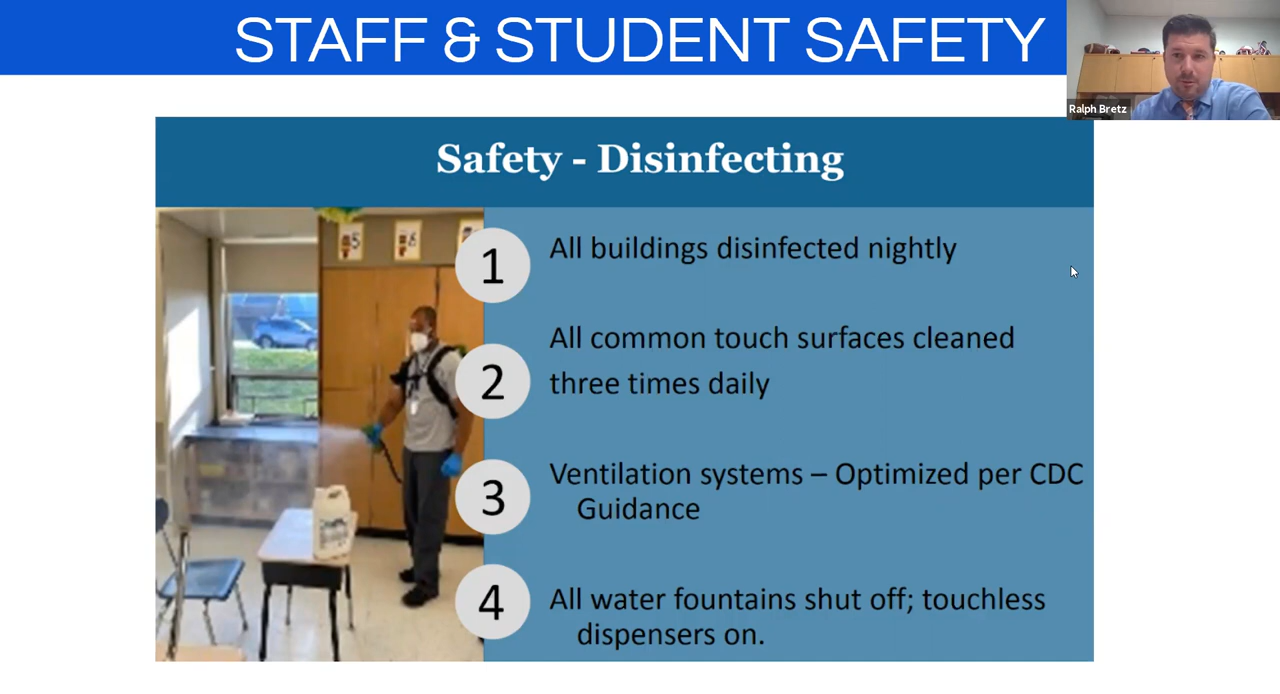 STAFF & STUDENT SAFETY
Ralph Bretz
Safety - Disinfecting
1
All buildings disinfected nightly
2
All common touch surfaces cleaned
three times daily
3
Ventilation systems – Optimized per CDC
Guidance
4
All water fountains shut off; touchless
dispensers on.